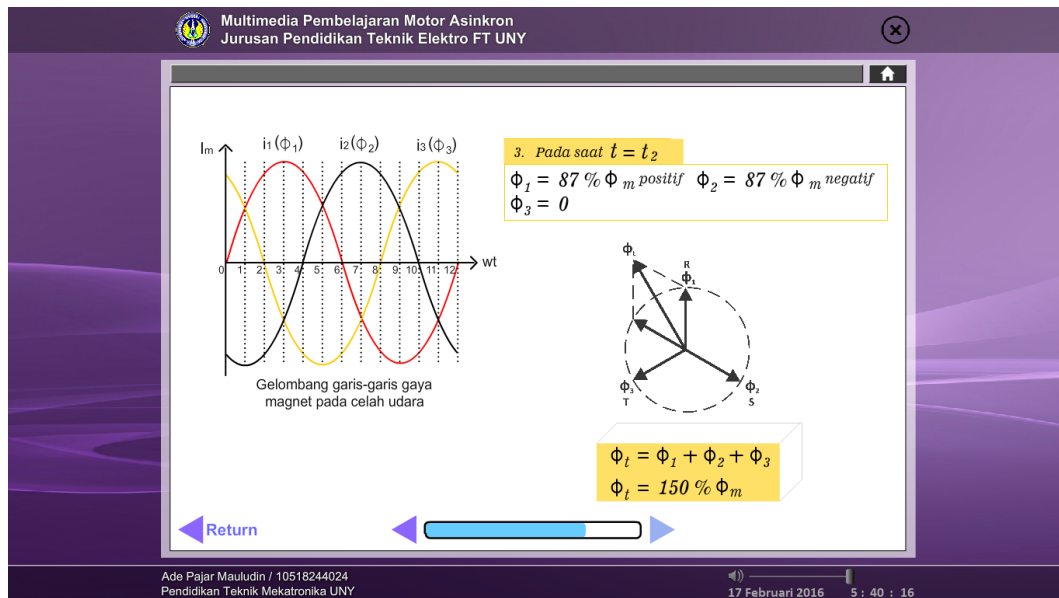 Multimedia Pembelajaran Motor Asinkron
Jurusan Pendidikan Teknik Elektro FT UNY
Im
i1(Φ1) i2(Φ2) i3(Φ3)
0 1 2 3 4 5 6 7 8 9 10 11 12 wt
Gelombang garis-garis gaya
magnet pada celah udara
3. Pada saat t = t2
Φ1 = 87 % Φ m positif Φ2 = 87 % Φ m negatif
Φ3 = 0
ΦL
R
Φ1
Φ3 Φ2
T S
Φt = Φ1 + Φ2 + Φ3
Φt = 150 % Φm
Return
Ade Pajar Mauludin / 10518244024
Pendidikan Teknik Mekatronika UNY
17 Februari 2016 5 : 40 : 16